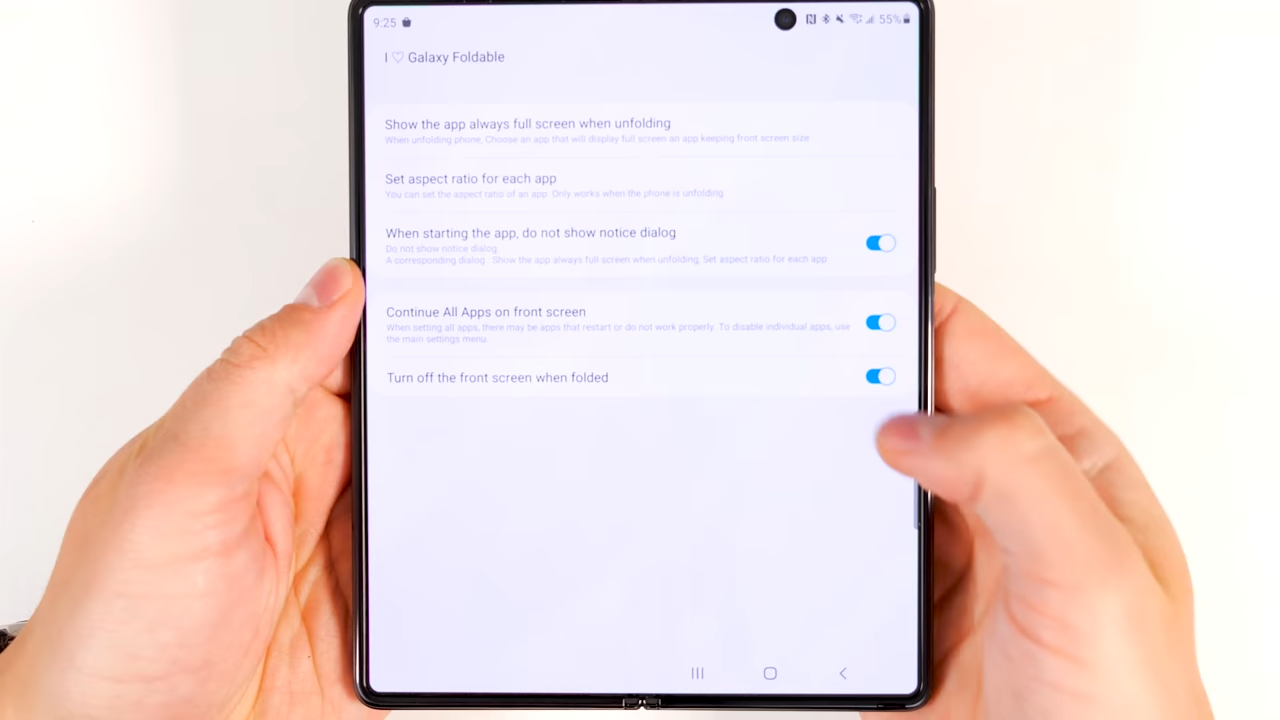 9:25
55%
I ♡ Galaxy Foldable
Show the app always full screen when unfolding
When unfolding phone, Choose an app that will display full screen an app keeping front screen size
Set aspect ratio for each app
You can set the aspect ratio of an app. Only works when the phone is unfolding
When starting the app, do not show notice dialog
Do not show notice dialog
A corresponding dialog : Show the app always full screen when unfolding, Set aspect ratio for each app
Continue All Apps on front screen
When setting all apps, there may be apps that restart or do not work properly. To disable individual apps, use
the main settings menu.
Turn off the front screen when folded